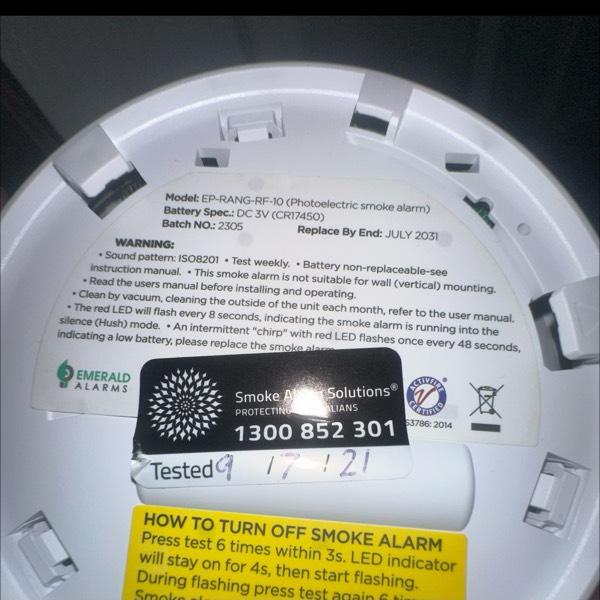 Model: EP-RANG-RF-10 (Photoelectric smoke alarm)
Battery Spec.: DC 3V (CR17450)
Batch NO.: 2305 Replace By End: JULY 2031
WARNING:
• Sound pattern: ISO8201 • Test weekly. • Battery non-replaceable-see
instruction manual. • This smoke alarm is not suitable for wall (vertical) mounting.
• Read the users manual before installing and operating.
• Clean by vacuum, cleaning the outside of the unit each month, refer to the user manual.
• The red LED will flash every 8 seconds, indicating the smoke alarm is running into the
silence (Hush) mode. • An intermittent "chirp" with red LED flashes once every 48 seconds,
indicating a low battery, please replace the smoke alarm
EMERALD
ALARMS
ACTIVFIRE
CERTIFIED
53786: 2014
Smoke Solutions®
PROTECTING
1300 852 301
Tested 9 / 7 / 21
HOW TO TURN OFF SMOKE ALARM
Press test 6 times within 3s. LED indicator
will stay on for 4s, then start flashing.
During flashing press test again 6
Smoke